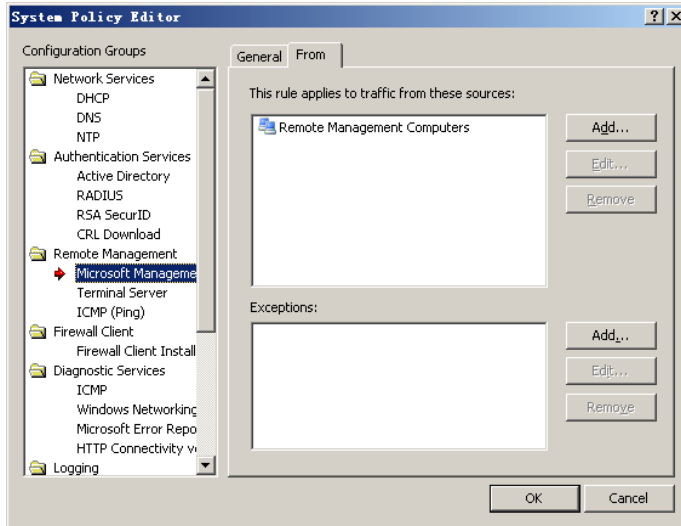 System Policy Editor
Configuration Groups
Network Services
DHCP
DNS
NTP
Authentication Services
Active Directory
RADIUS
RSA SecurID
CRL Download
Remote Management
Microsoft Manageme
Terminal Server
ICMP (Ping)
Firewall Client
Firewall Client Install
Diagnostic Services
ICMP
Windows Networking
Microsoft Error Repo
HTTP Connectivity v
Logging
General From
This rule applies to traffic from these sources:
Remote Management Computers
Add...
Edit...
Remove
Exceptions:
Add...
Edit...
Remove
OK Cancel